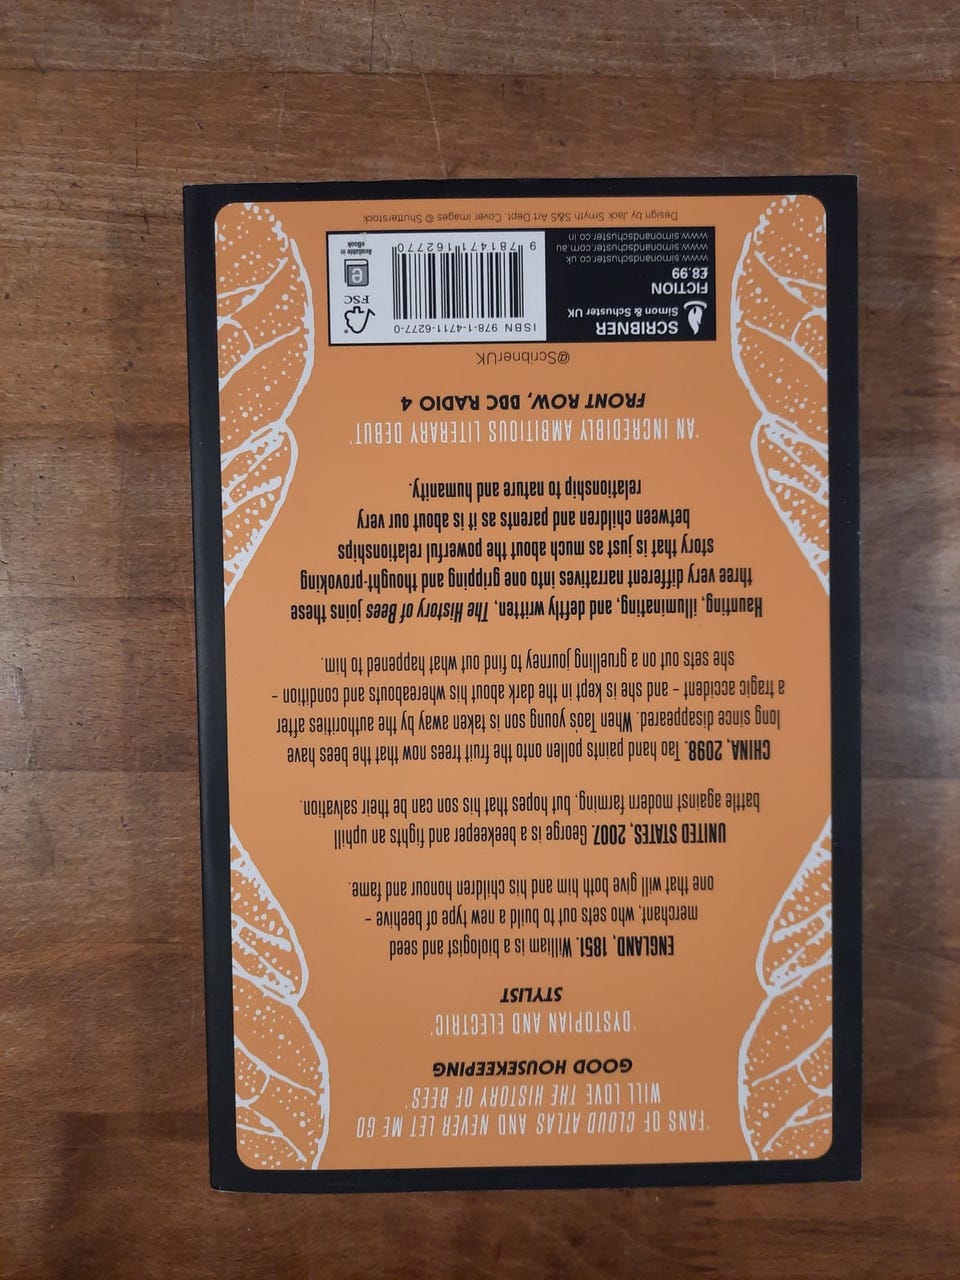 'FANS OF CLOUD ATLAS AND NEVER LET ME GO
WILL LOVE THE HISTORY OF BEES'
GOOD HOUSEKEEPING
'DYSTOPIAN AND ELECTRIC'
STYLIST
ENGLAND, 1851. William is a biologist and seed
merchant, who sets out to build a new type of beehive –
one that will give both him and his children honour and fame.
UNITED STATES, 2007. George is a beekeeper and fights an uphill
battle against modern farming, but hopes that his son can be their salvation.
CHINA, 2098. Tao hand paints pollen onto the fruit trees now that the bees have
long since disappeared. When Tao's young son is taken away by the authorities after
a tragic accident – and she is kept in the dark about his whereabouts and condition –
she sets out on a gruelling journey to find out what happened to him.
Haunting, illuminating, and deftly written, The History of Bees joins these
three very different narratives into one gripping and thought-provoking
story that is just as much about the powerful relationships
between children and parents as it is about our very
relationship to nature and humanity.
'AN INCREDIBLY AMBITIOUS LITERARY DEBUT'
FRONT ROW, BBC RADIO 4
@ScribnerUK
SCRIBNER
Simon & Schuster UK
FICTION
£8.99
www.simonandschuster.co.uk
www.simonandschuster.com.au
www.simonandschuster.co.in
ISBN 978-1-4711-6277-0
9 781471 162770
FSC
e
Available in
eBook
Design by Jack Smyth S&S Art Dept. Cover images © Shutterstock